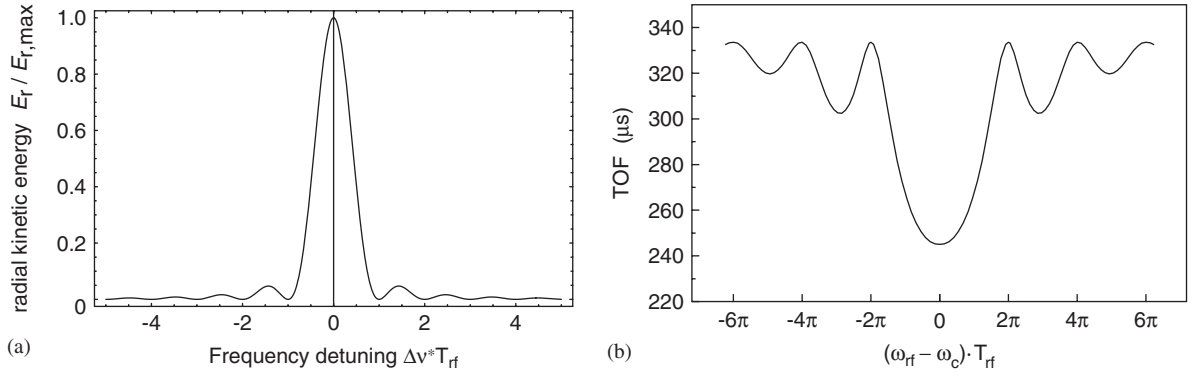 radial kinetic energy E_r / E_r,max
1.0
0.8
0.6
0.4
0.2
0
-4
-2
0
2
4
Frequency detuning Δν*T_rf
(a)
TOF (μs)
340
320
300
280
260
240
220
-6π
-4π
-2π
0
2π
4π
6π
(ω_rf – ω_c)·T_rf
(b)